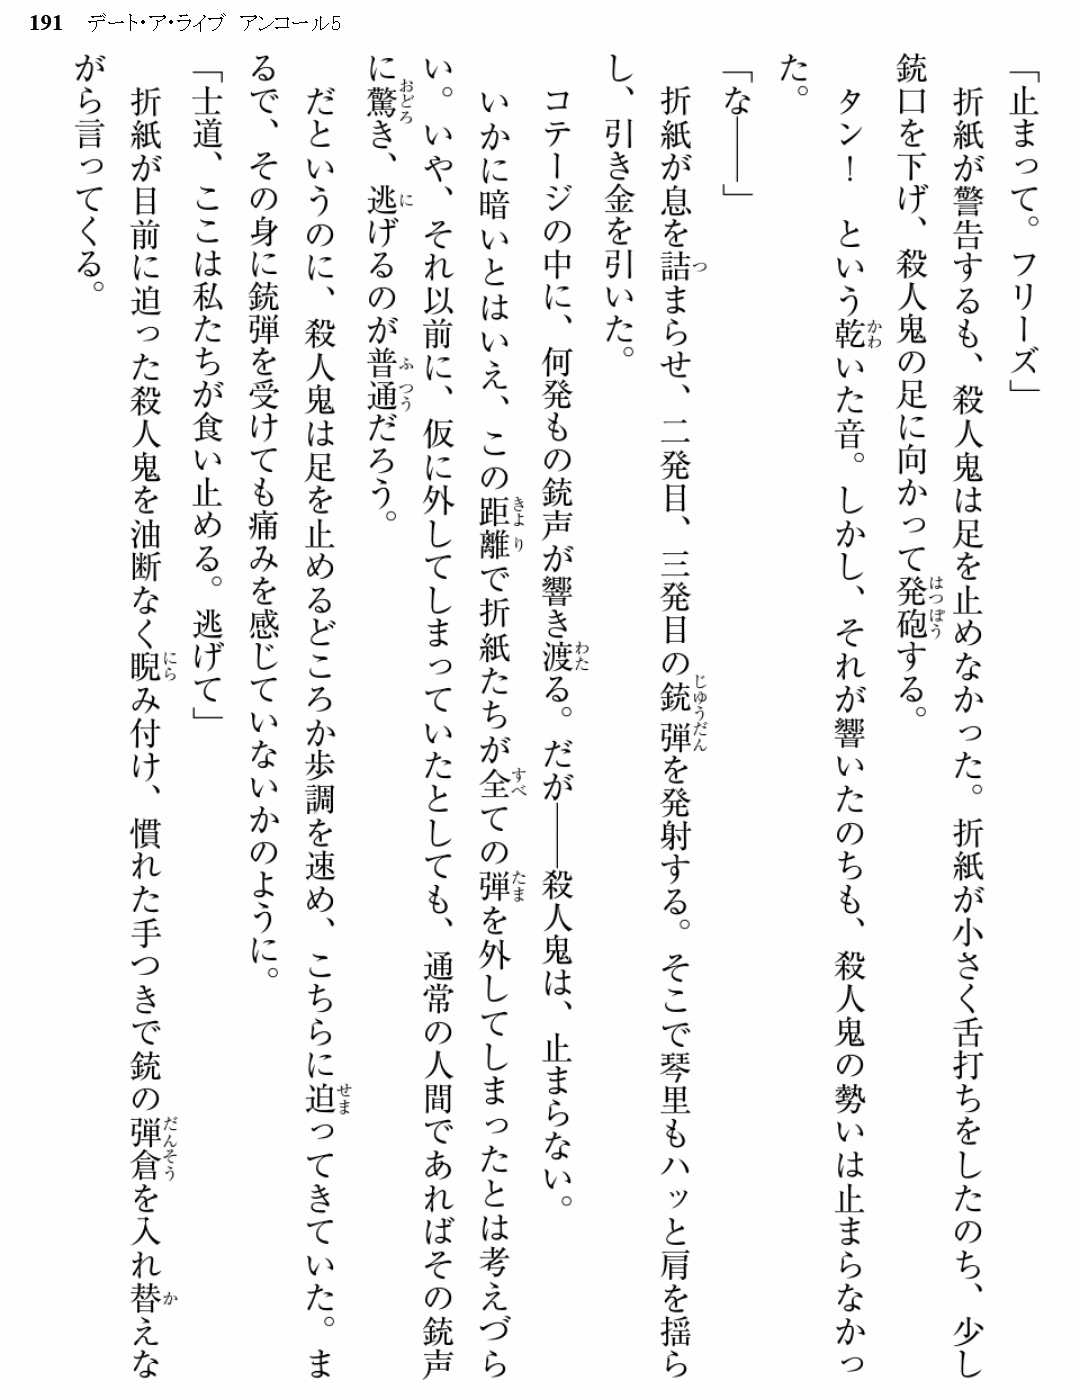 191 デート・ア・ライブ アンコール5
「止まって。フリーズ」
折紙が警告するも、殺人鬼は足を止めなかった。折紙が小さく舌打ちをしたのち、少し
銃口を下げ、殺人鬼の足に向かって発砲する。
タン！　という乾いた音。しかし、それが響いたのちも、殺人鬼の勢いは止まらなかっ
た。
「な――」
折紙が息を詰まらせ、二発目、三発目の銃弾を発射する。そこで琴里もハッと肩を揺ら
し、引き金を引いた。
コテージの中に、何発もの銃声が響き渡る。だが――殺人鬼は、止まらない。
いかに暗いとはいえ、この距離で折紙たちが全ての弾を外してしまったとは考えづら
い。いや、それ以前に、仮に外してしまっていたとしても、通常の人間であればその銃声
に驚き、逃げるのが普通だろう。
だというのに、殺人鬼は足を止めるどころか歩調を速め、こちらに迫ってきていた。ま
るで、その身に銃弾を受けても痛みを感じていないかのように。
「士道、ここは私たちが食い止める。逃げて」
折紙が目前に迫った殺人鬼を油断なく睨み付け、慣れた手つきで銃の弾倉を入れ替えな
がら言ってくる。